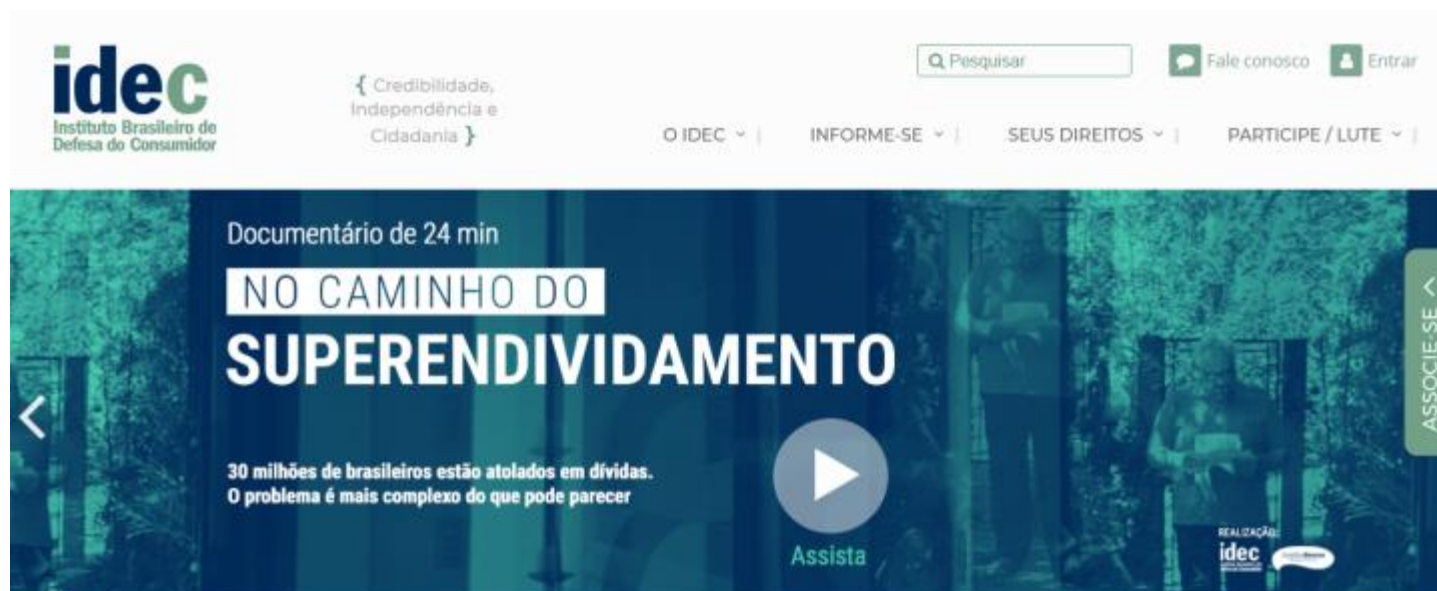 idec
Instituto Brasileiro de
Defesa do Consumidor
{ Credibilidade,
Independência e
Cidadania }
Pesquisar
Fale conosco
Entrar
O IDEC
INFORME-SE
SEUS DIREITOS
PARTICIPE / LUTE
Documentário de 24 min
NO CAMINHO DO
SUPERENDIVIDAMENTO
30 milhões de brasileiros estão atolados em dívidas.
O problema é mais complexo do que pode parecer
Assista
ASSOCIE-SE
REALIZAÇÃO:
idec